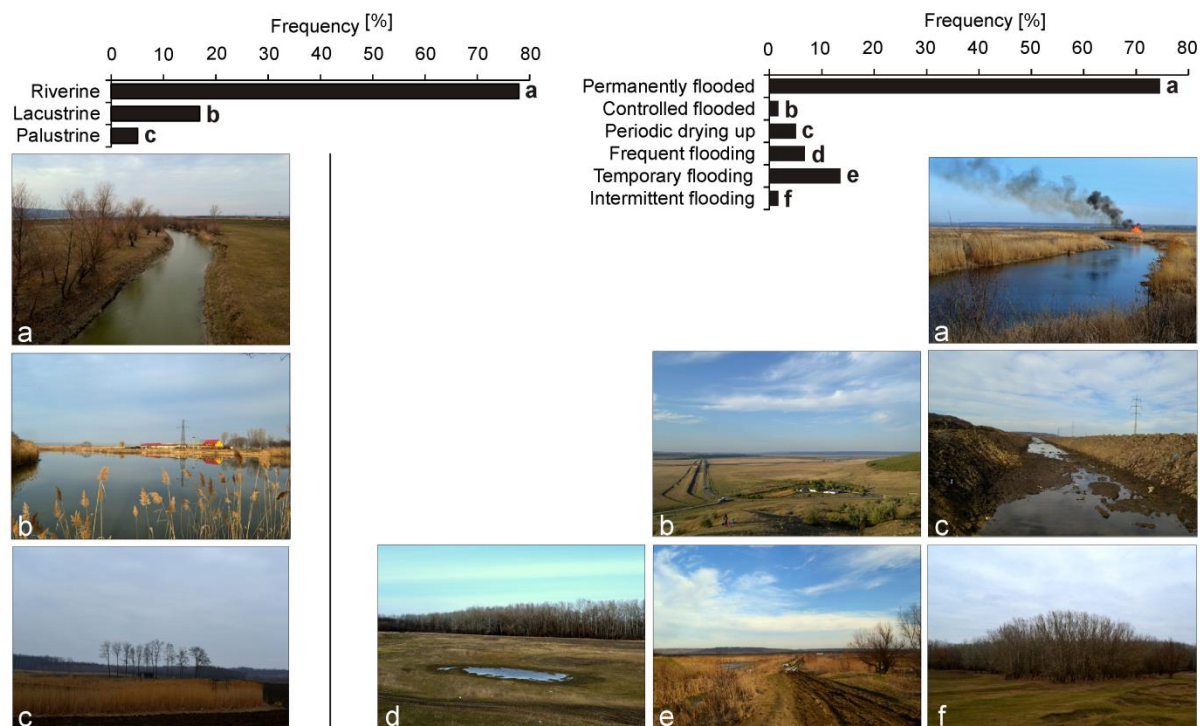 Frequency [%]
0 10 20 30 40 50 60 70 80
Riverine a
Lacustrine b
Palustrine c
a
b
c
Frequency [%]
0 10 20 30 40 50 60 70 80
Permanently flooded a
Controlled flooded b
Periodic drying up c
Frequent flooding d
Temporary flooding e
Intermittent flooding f
a
b c
d e f